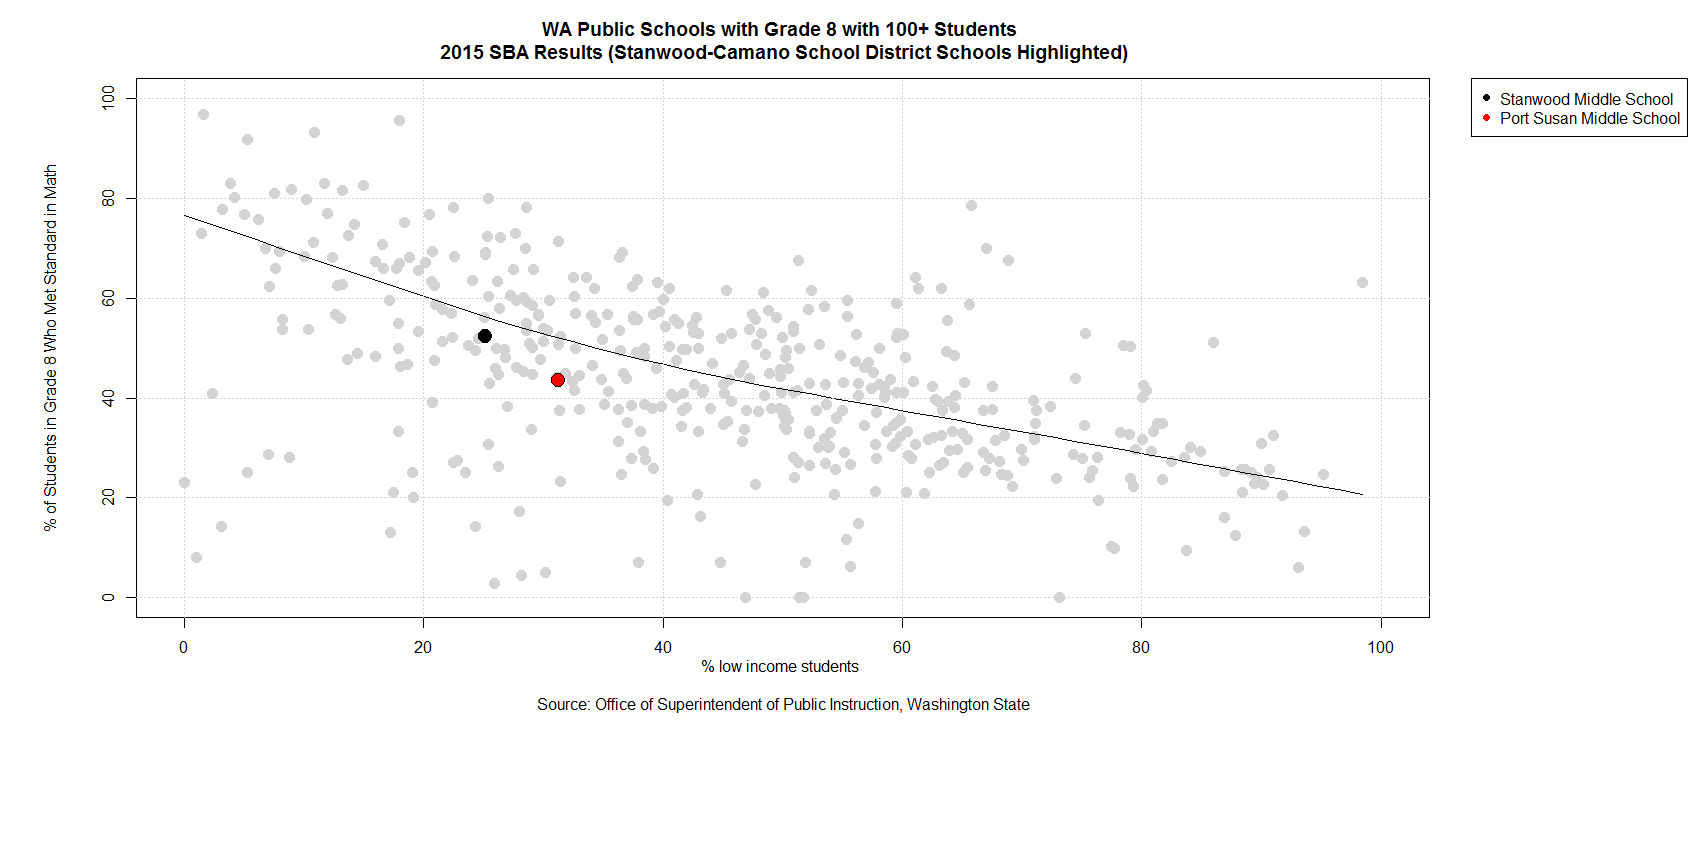 WA Public Schools with Grade 8 with 100+ Students
2015 SBA Results (Stanwood-Camano School District Schools Highlighted)
Stanwood Middle School
Port Susan Middle School
% of Students in Grade 8 Who Met Standard in Math
100
80
60
40
20
0
0 20 40 60 80 100
% low income students
Source: Office of Superintendent of Public Instruction, Washington State